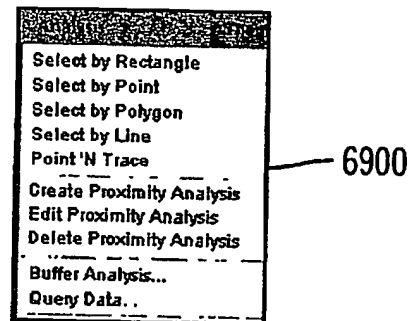 Select by Rectangle
Select by Point
Select by Polygon
Select by Line
Point 'N Trace
6900
Create Proximity Analysis
Edit Proximity Analysis
Delete Proximity Analysis
Buffer Analysis...
Query Data..